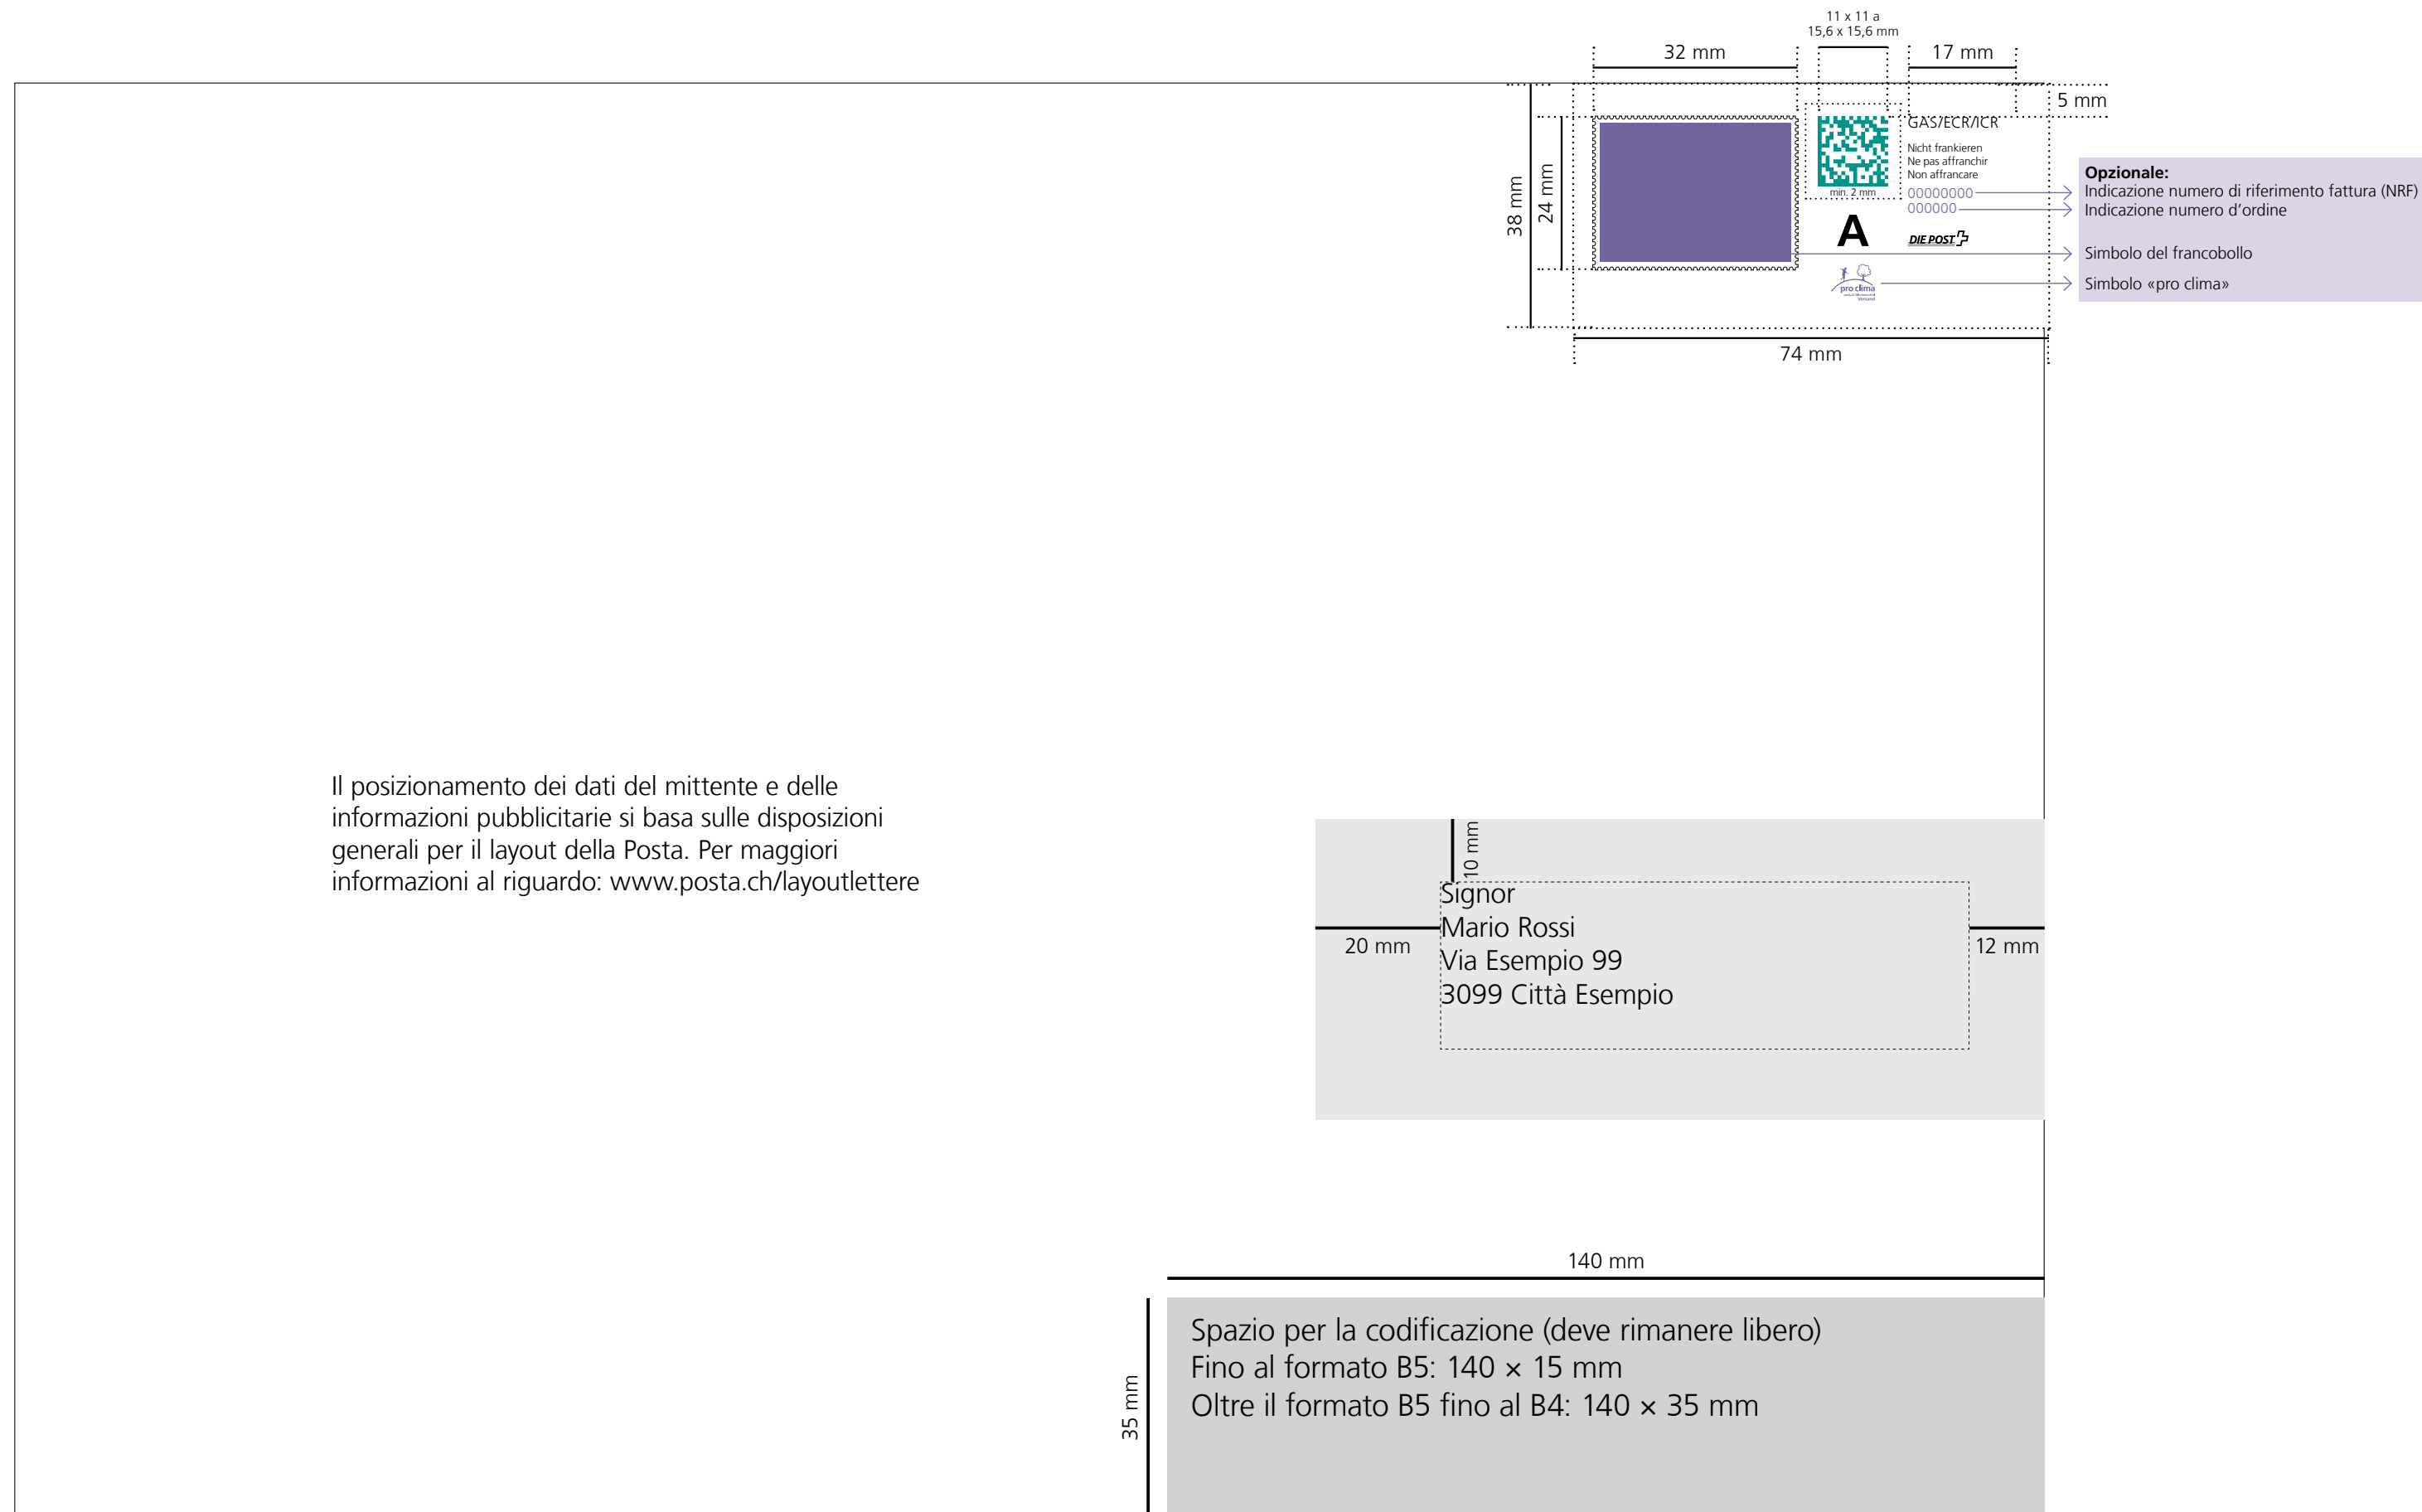 11 x 11 a
15,6 x 15,6 mm
32 mm
17 mm
5 mm
38 mm
24 mm
GAS/ECR/ICR
Nicht frankieren
Ne pas affranchir
Non affrancare
min. 2 mm
00000000
000000
A
DIE POST
pro clima
Versand
74 mm
Opzionale:
Indicazione numero di riferimento fattura (NRF)
Indicazione numero d’ordine
Simbolo del francobollo
Simbolo «pro clima»
Il posizionamento dei dati del mittente e delle
informazioni pubblicitarie si basa sulle disposizioni
generali per il layout della Posta. Per maggiori
informazioni al riguardo: www.posta.ch/layoutlettere
10 mm
Signor
Mario Rossi
Via Esempio 99
3099 Città Esempio
20 mm
12 mm
140 mm
35 mm
Spazio per la codificazione (deve rimanere libero)
Fino al formato B5: 140 × 15 mm
Oltre il formato B5 fino al B4: 140 × 35 mm